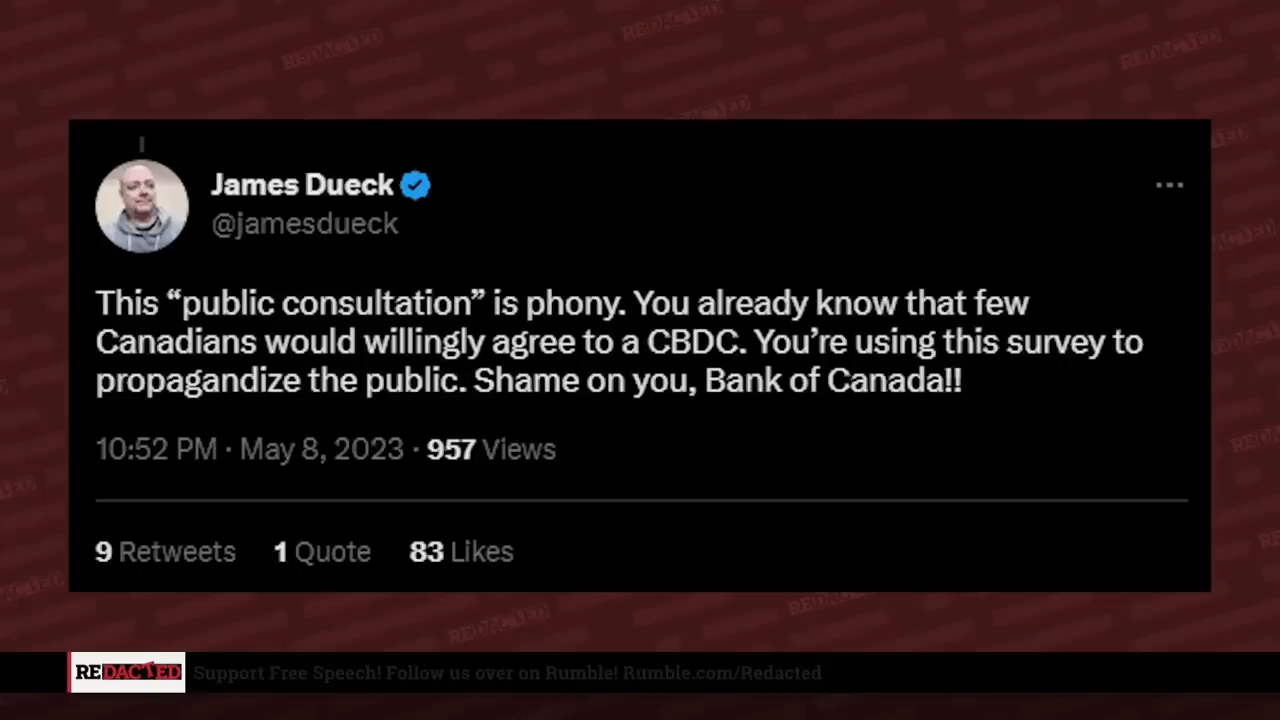 James Dueck
@jamesdueck
This “public consultation” is phony. You already know that few
Canadians would willingly agree to a CBDC. You’re using this survey to
propagandize the public. Shame on you, Bank of Canada!!
10:52 PM · May 8, 2023 · 957 Views
9 Retweets 1 Quote 83 Likes
REDACTED Support Free Speech! Follow us over on Rumble! Rumble.com/Redacted